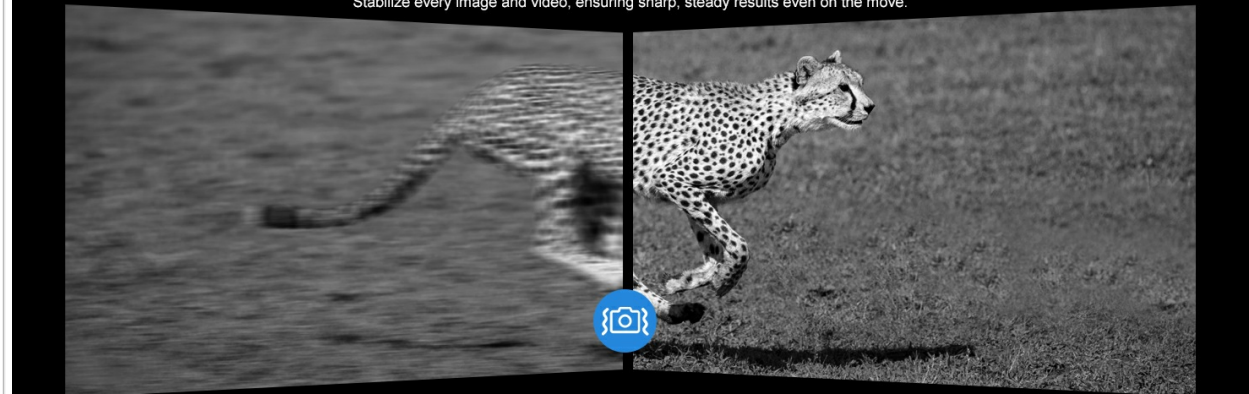 Stabilize every image and video, ensuring sharp, steady results even on the move.